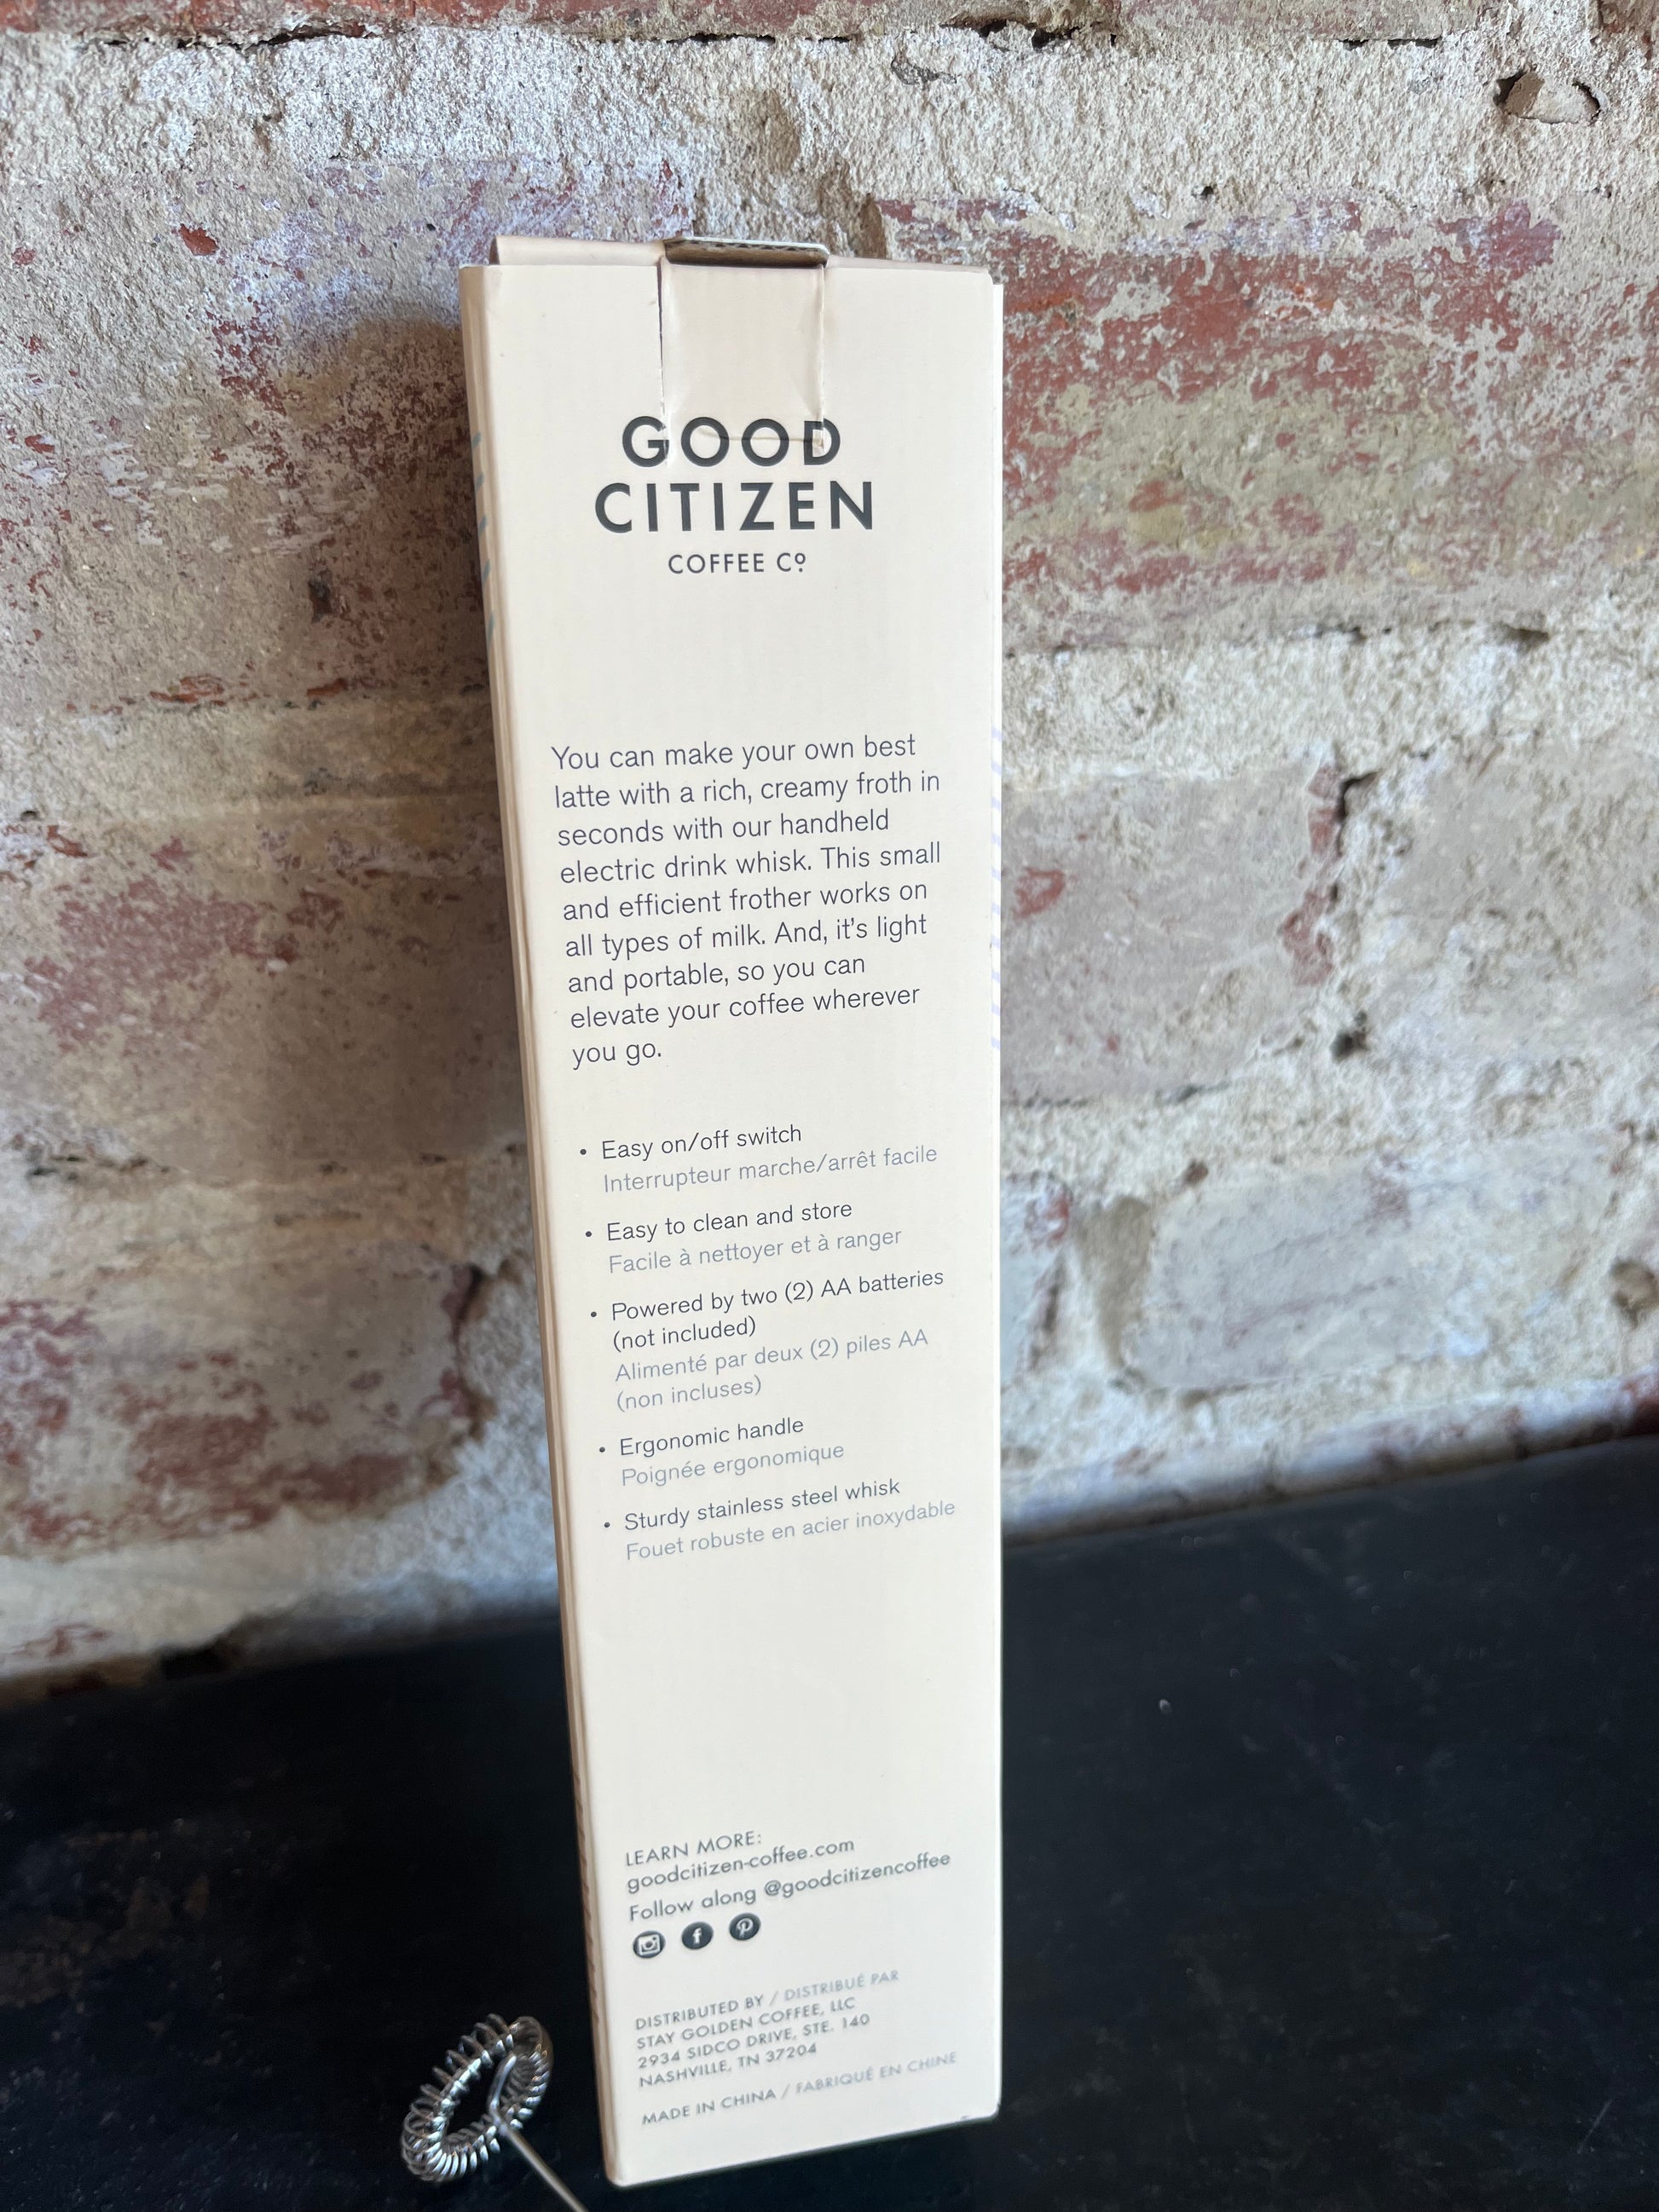 GOOD
CITIZEN
COFFEE Cº
You can make your own best
latte with a rich, creamy froth in
seconds with our handheld
electric drink whisk. This small
and efficient frother works on
all types of milk. And, it's light
and portable, so you can
elevate your coffee wherever
you go.
• Easy on/off switch
Interrupteur marche/arrêt facile
• Easy to clean and store
Facile à nettoyer et à ranger
• Powered by two (2) AA batteries
(not included)
Alimenté par deux (2) piles AA
(non incluses)
• Ergonomic handle
Poignée ergonomique
• Sturdy stainless steel whisk
Fouet robuste en acier inoxydable
LEARN MORE:
goodcitizen-coffee.com
Follow along @goodcitizencoffee
DISTRIBUTED BY / DISTRIBUÉ PAR
STAY GOLDEN COFFEE, LLC
2934 SIDCO DRIVE, STE. 140
NASHVILLE, TN 37204
MADE IN CHINA / FABRIQUÉ EN CHINE